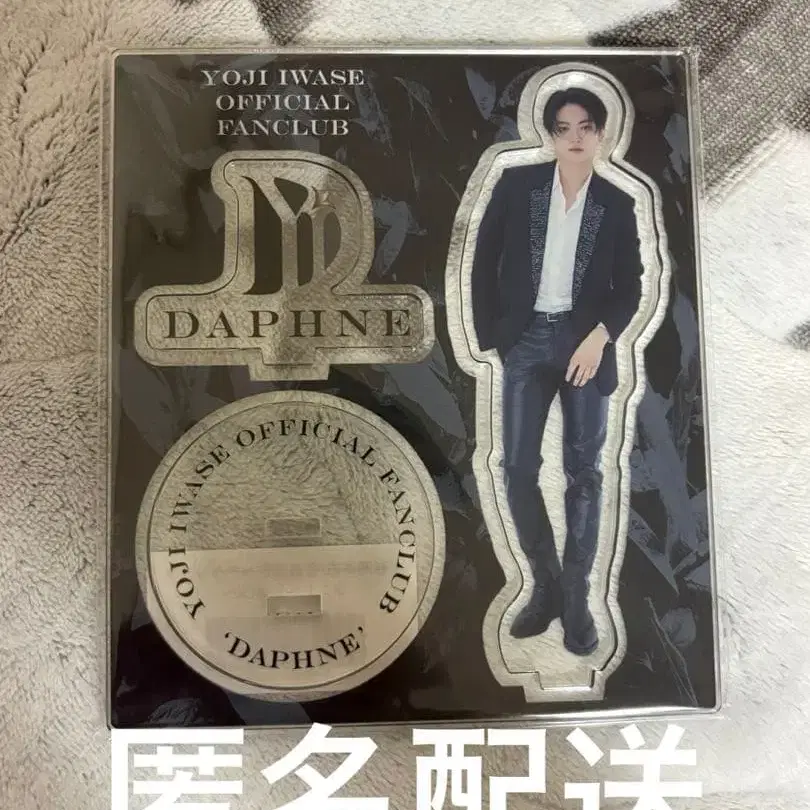 YOJI IWASE
OFFICIAL
FANCLUB
DAPHNE
YOJI IWASE OFFICIAL FANCLUB
'DAPHNE'
匿名配送